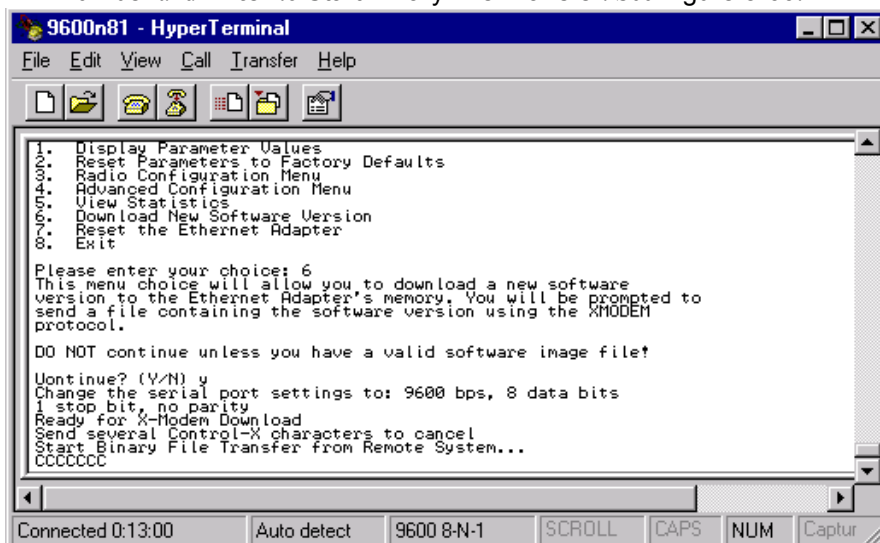 9600n81 - HyperTerminal
File Edit View Call Transfer Help
1. Display Parameter Values
2. Reset Parameters to Factory Defaults
3. Radio Configuration Menu
4. Advanced Configuration Menu
5. View Statistics
6. Download New Software Version
7. Reset the Ethernet Adapter
8. Exit
Please enter your choice: 6
This menu choice will allow you to download a new software
version to the Ethernet Adapter's memory. You will be prompted to
send a file containing the software version using the XMODEM
protocol.
DO NOT continue unless you have a valid software image file!
Continue? (Y/N) y
Change the serial port settings to: 9600 bps, 8 data bits
1 stop bit, no parity
Ready for X-Modem Download
Send several Control-X characters to cancel
Start Binary File Transfer from Remote System...
CCCCCCC
Connected 0:13:00 Auto detect 9600 8-N-1 SCROLL CAPS NUM Captur